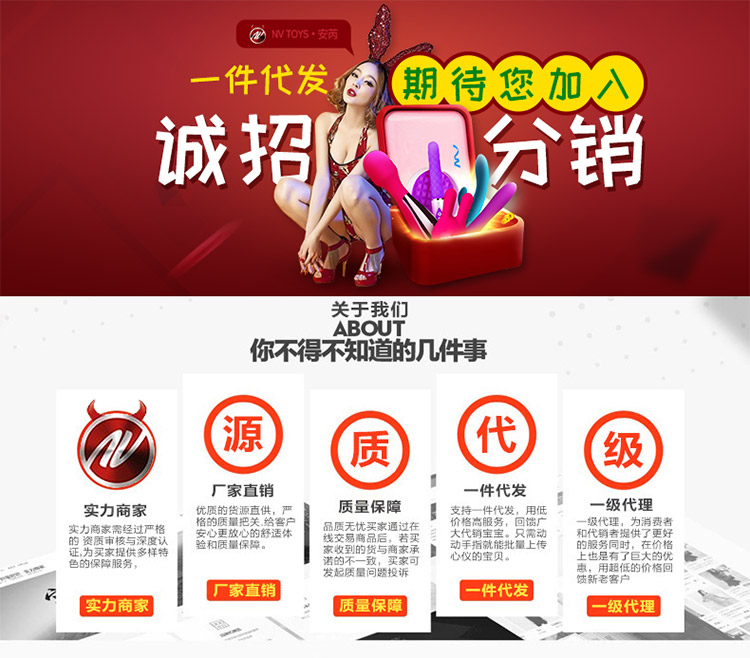 NV TOYS·安芮
一件代发
期待您加入
诚招
分销
关于我们
ABOUT
你不得不知道的几件事
NV
实力商家
实力商家需经过严格
的 资质审核与深度认
证,为买家提供多样特
色的保障服务，
实力商家
源
厂家直销
优质的货源直供，严
格的质量把关.给客户
安心更放心的舒适体
验和质量保障。
厂家直销
质
质量保障
品质无忧买家通过在
线交易商品后，若买
家收到的货与商家承
诺的不一致，买家可
发起质量问题投诉
质量保障
代
一件代发
支持一件代发，用低
价格高服务，回馈广
大代销宝宝。只需动
动手指就能批量上传
心仪的宝贝。
一件代发
级
一级代理
一级代理，为消费者
和代销者提供了更好
的服务同时，在价格
上也是有了巨大的优
惠，用超低的价格回
馈新老客户
一级代理